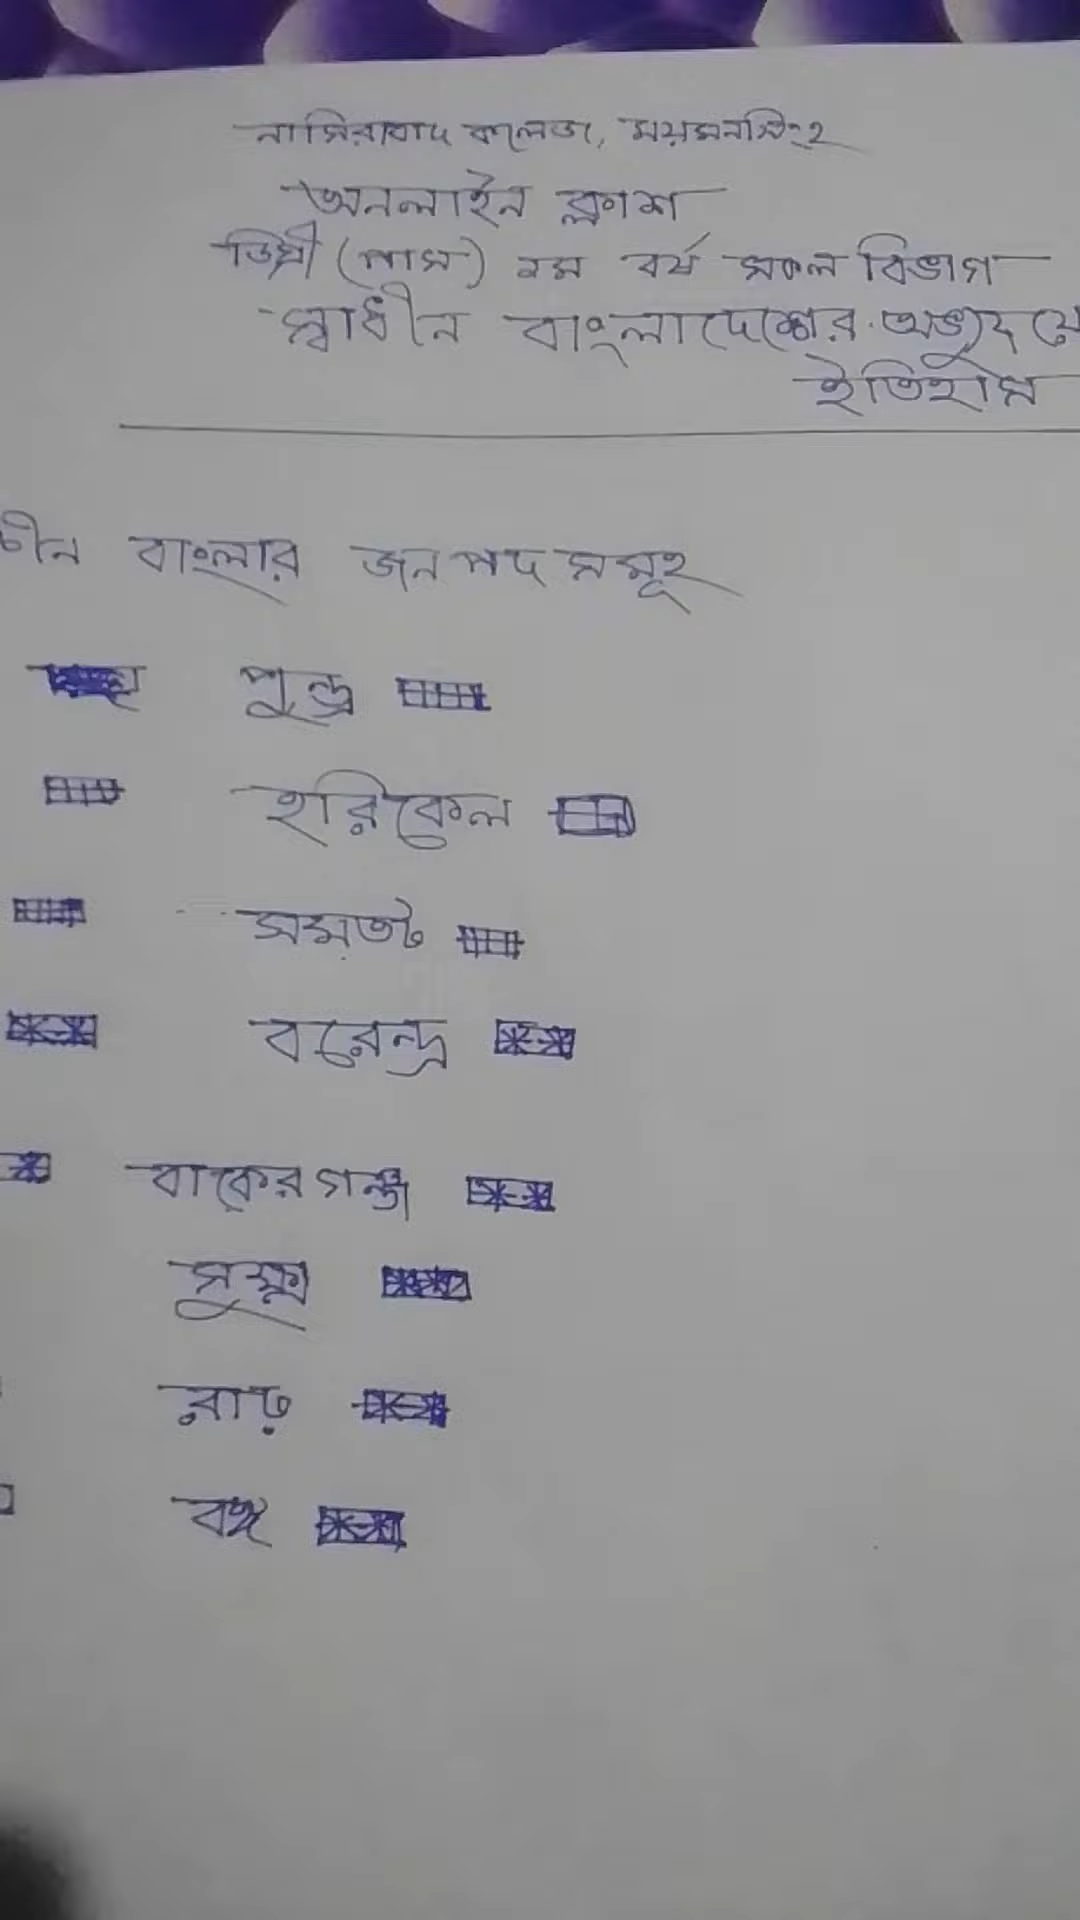 নাসিরাবাদ কলেজ, ময়মনসিংহ
অনলাইন ক্লাশ
ডিগ্রী (পাস) ১ম বর্ষ সকল বিভাগ
স্বাধীন বাংলাদেশের অভ্যুদয়ে
ইতিহাস
চীন বাংলার জনপদসমূহ
পুন্ড্র
হরিকেল
সমতট
বরেন্দ্র
বাকেরগঞ্জ
সুক্ষ্ম
রাঢ়
বঙ্গ